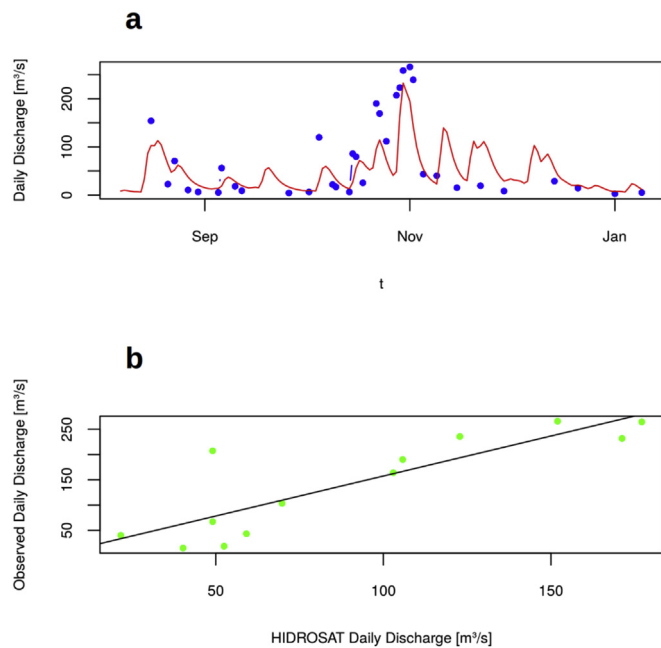 a
Daily Discharge [m³/s]
200
100
0
Sep
Nov
Jan
t
b
Observed Daily Discharge [m³/s]
250
150
50
50
100
150
HIDROSAT Daily Discharge [m³/s]